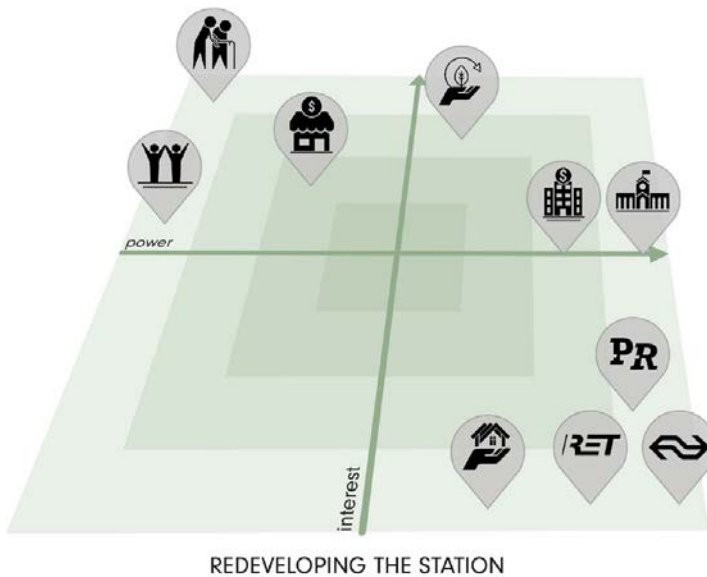 $
$
power
PR
RET
interest
REDEVELOPING THE STATION